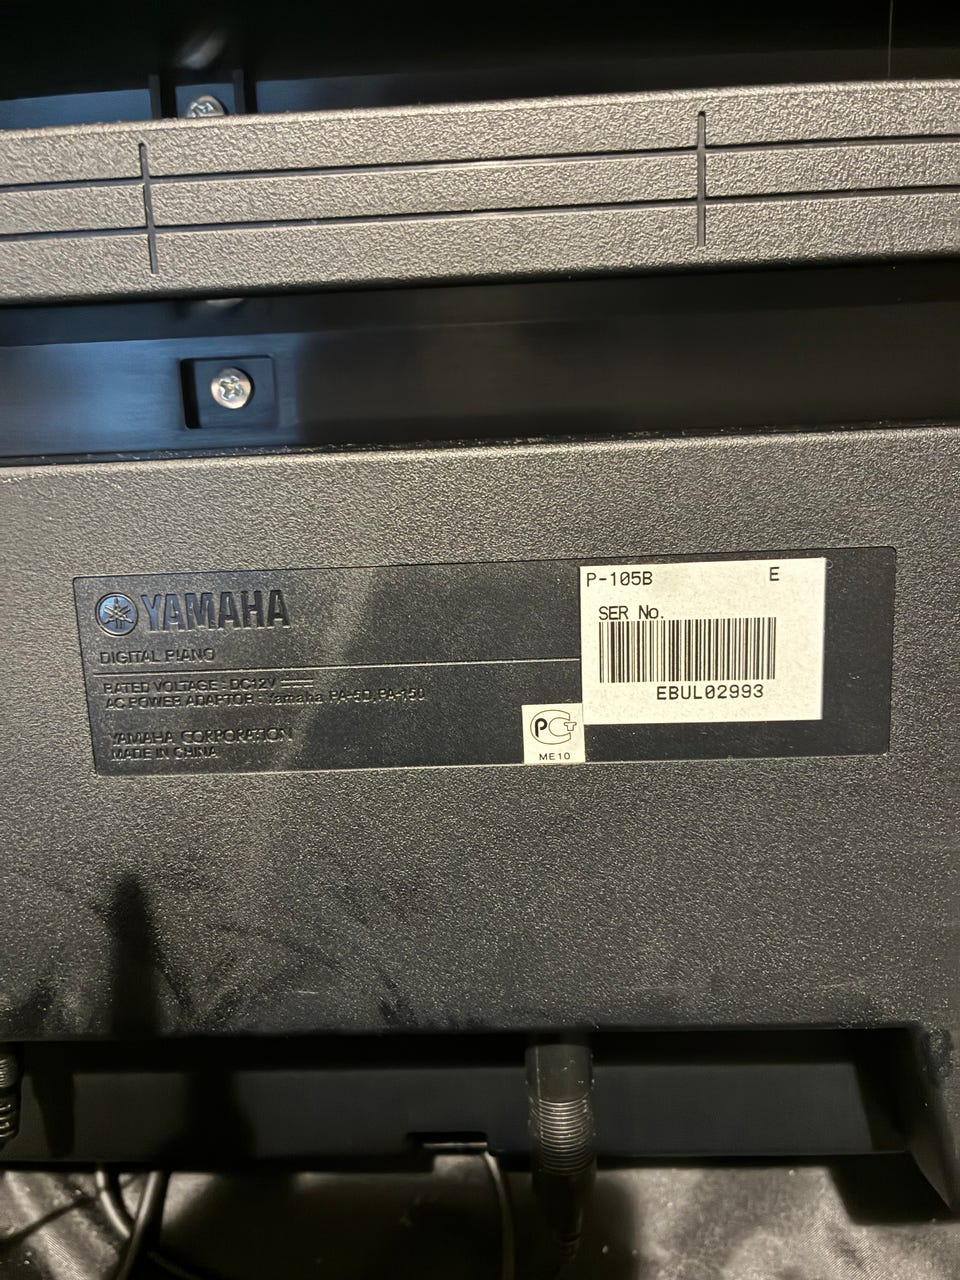 YAMAHA
DIGITAL PIANO
RATED VOLTAGE : DC12V
AC POWER ADAPTOR : Yamaha PA-5D, PA-150
YAMAHA CORPORATION
MADE IN CHINA
P-105B E
SER No.
EBUL02993
PCT
ME10